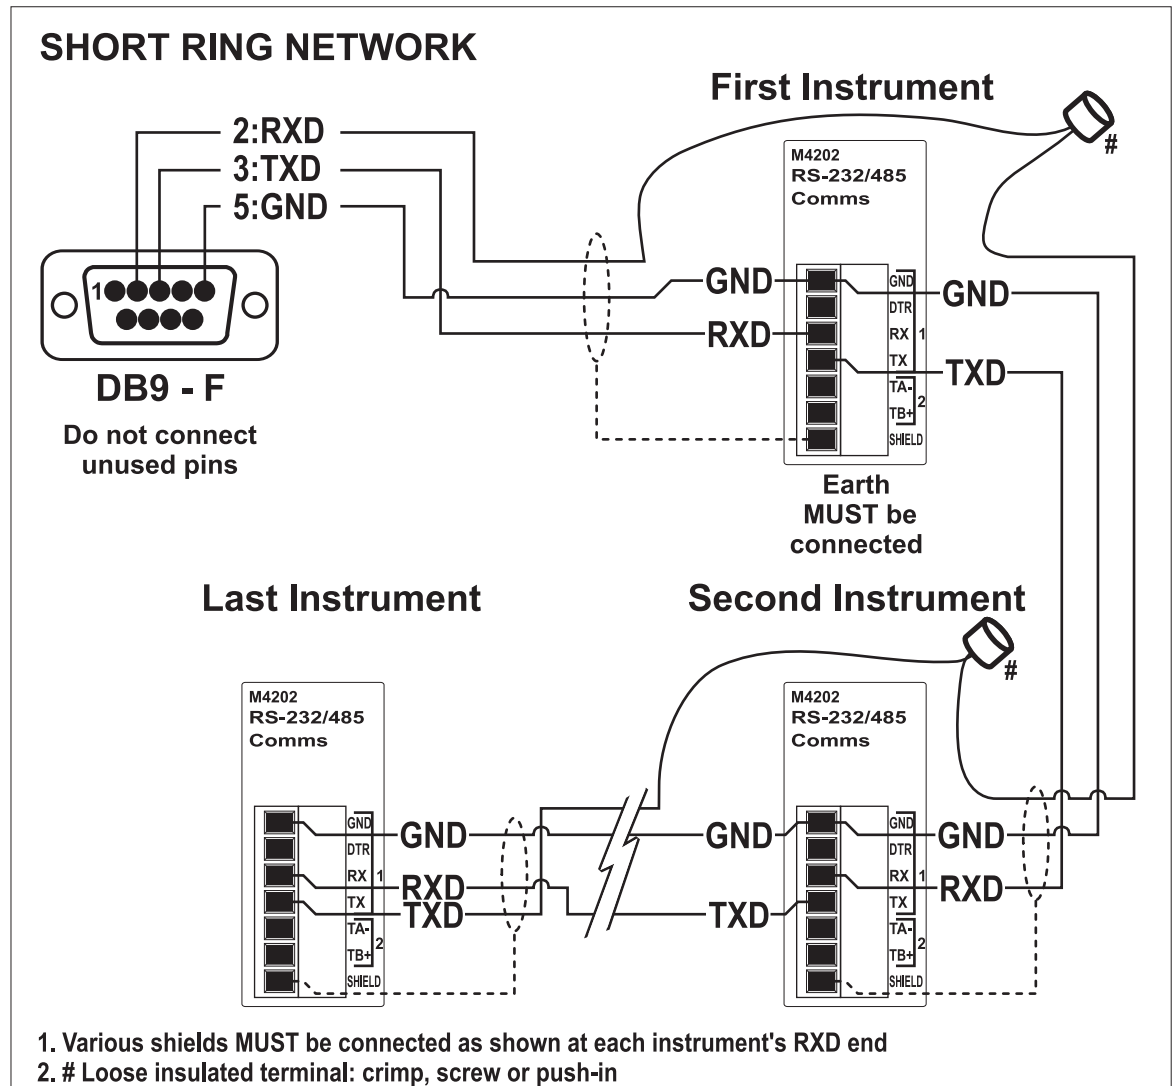 SHORT RING NETWORK
First Instrument
2:RXD
3:TXD
5:GND
#
M4202
RS-232/485
Comms
1
GND
RXD
GND
DTR
RX
TX
1
TA-
TB+
2
SHIELD
GND
TXD
DB9 - F
Do not connect
unused pins
Earth
MUST be
connected
Last Instrument
Second Instrument
#
M4202
RS-232/485
Comms
GND
DTR
RX
TX
1
TA-
TB+
2
SHIELD
GND
RXD
TXD
M4202
RS-232/485
Comms
GND
TXD
GND
DTR
RX
TX
1
TA-
TB+
2
SHIELD
GND
RXD
1. Various shields MUST be connected as shown at each instrument's RXD end
2. # Loose insulated terminal: crimp, screw or push-in